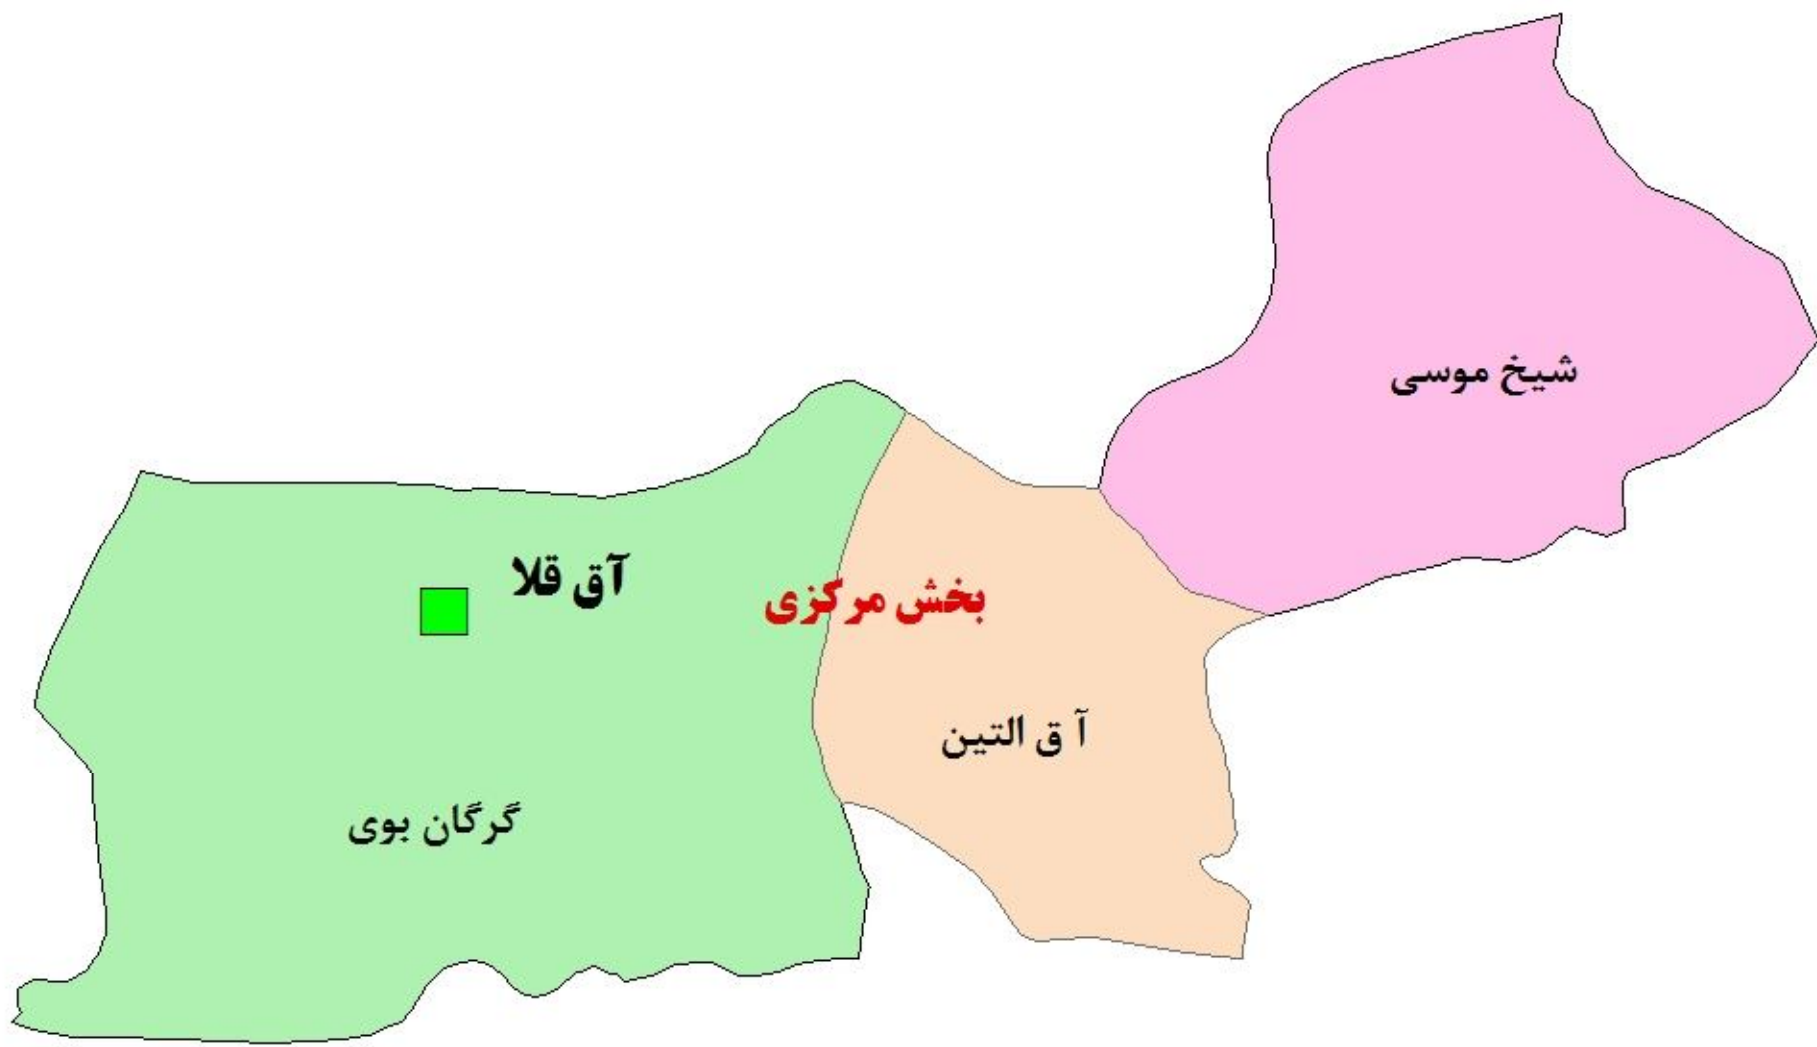 شیخ موسی
آق قلا
بخش مرکزی
آ ق التین
گرگان بوی